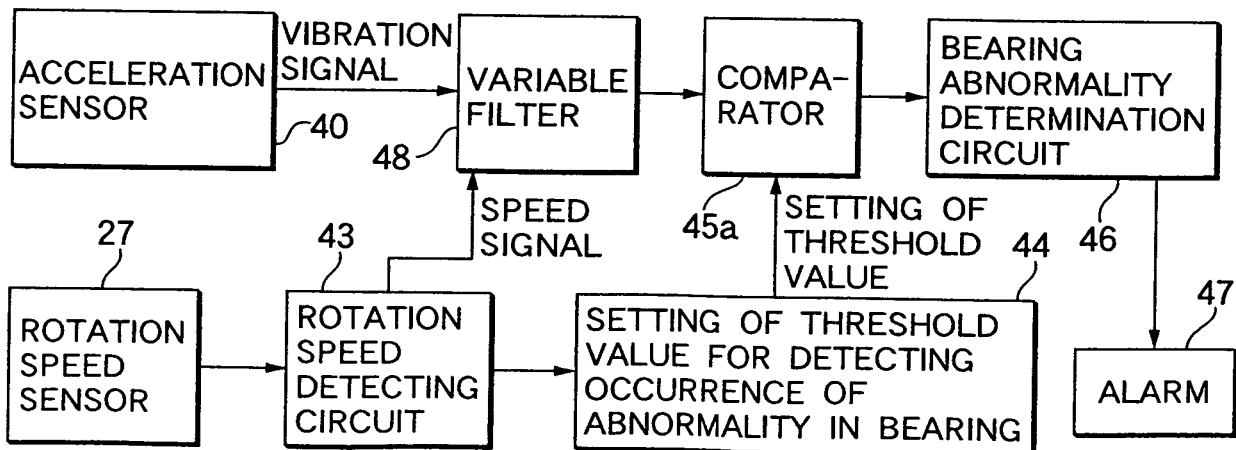 ACCELERATION
SENSOR
40
VIBRATION
SIGNAL
48
VARIABLE
FILTER
COMPA-
RATOR
45a
BEARING
ABNORMALITY
DETERMINATION
CIRCUIT
46
SPEED
SIGNAL
SETTING OF
THRESHOLD
VALUE
27
ROTATION
SPEED
SENSOR
43
ROTATION
SPEED
DETECTING
CIRCUIT
44
SETTING OF THRESHOLD
VALUE FOR DETECTING
OCCURRENCE OF
ABNORMALITY IN BEARING
47
ALARM